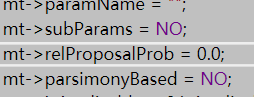 mt->paramName = "";
mt->subParams = NO;
mt->relProposalProb = 0.0;
mt->parsimonyBased = NO;